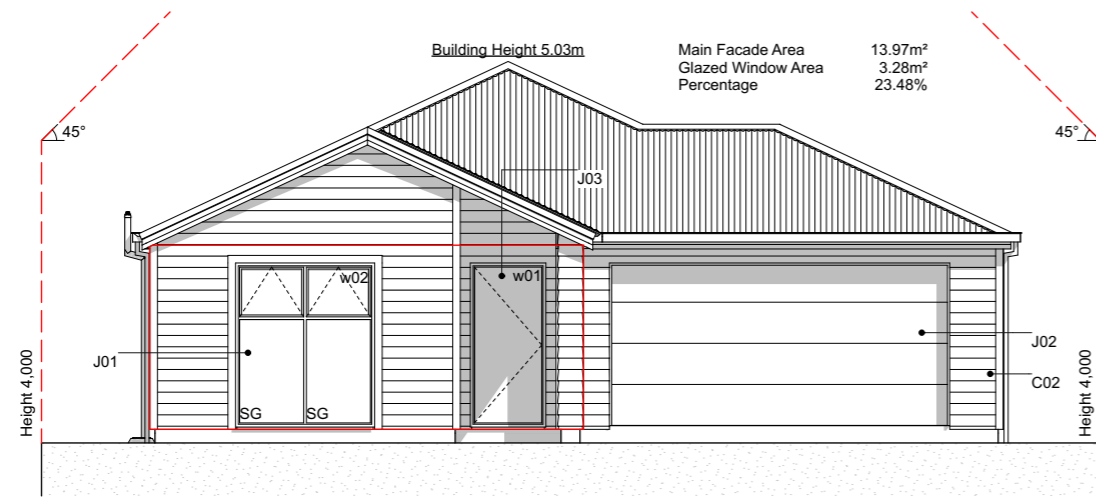 Building Height 5.03m
Main Facade Area 13.97m²
Glazed Window Area 3.28m²
Percentage 23.48%
45°
45°
J03
w02
w01
J01
J02
C02
SG
SG
Height 4,000
Height 4,000